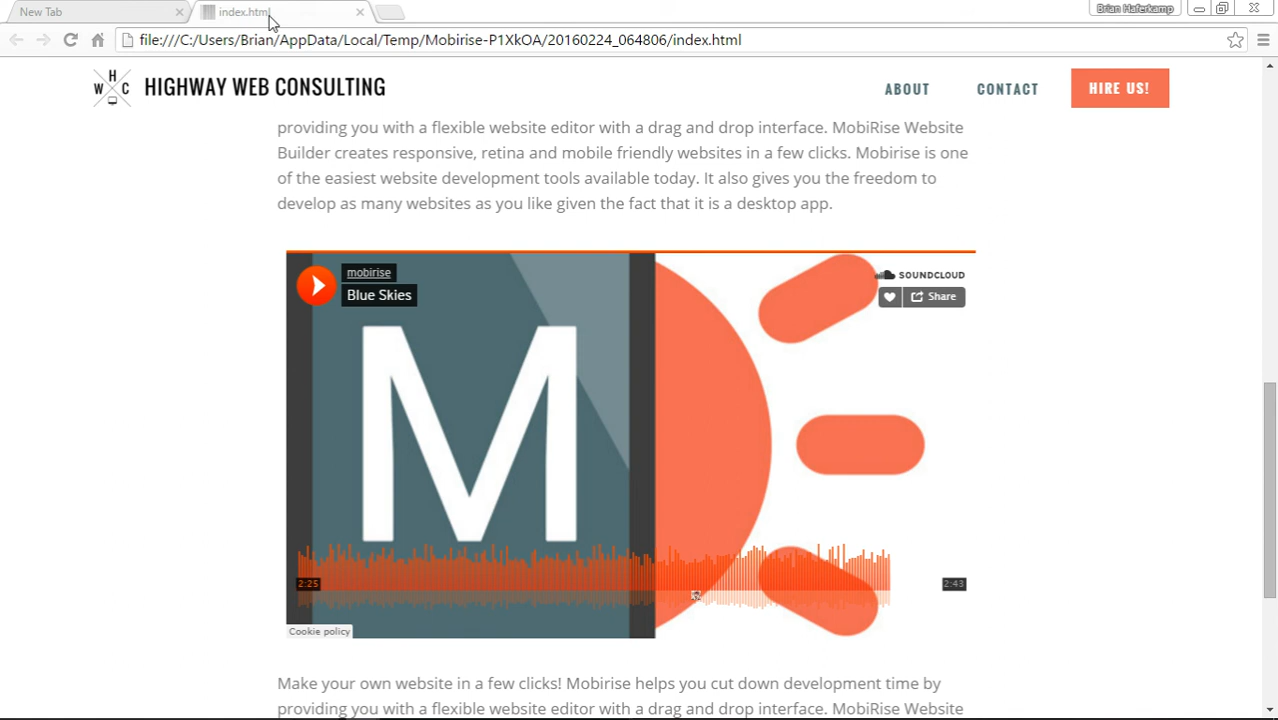 New Tab
index.html
Brian Haferkamp
file:///C:/Users/Brian/AppData/Local/Temp/Mobirise-P1XkOA/20160224_064806/index.html
H
W C
HIGHWAY WEB CONSULTING
ABOUT
CONTACT
HIRE US!
providing you with a flexible website editor with a drag and drop interface. MobiRise Website
Builder creates responsive, retina and mobile friendly websites in a few clicks. Mobirise is one
of the easiest website development tools available today. It also gives you the freedom to
develop as many websites as you like given the fact that it is a desktop app.
mobirise
Blue Skies
SOUNDCLOUD
Share
M
2:25
2:43
Cookie policy
Make your own website in a few clicks! Mobirise helps you cut down development time by
providing you with a flexible website editor with a drag and drop interface. MobiRise Website